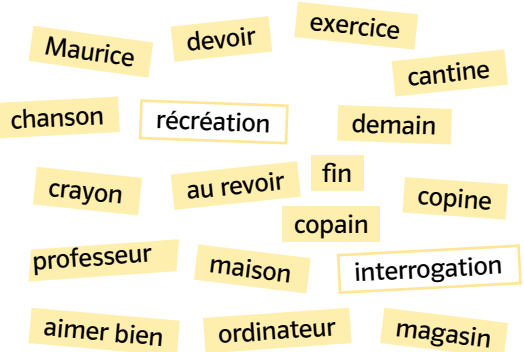 Maurice
devoir
exercice
cantine
chanson
récréation
demain
crayon
au revoir
fin
copine
copain
professeur
maison
interrogation
aimer bien
ordinateur
magasin